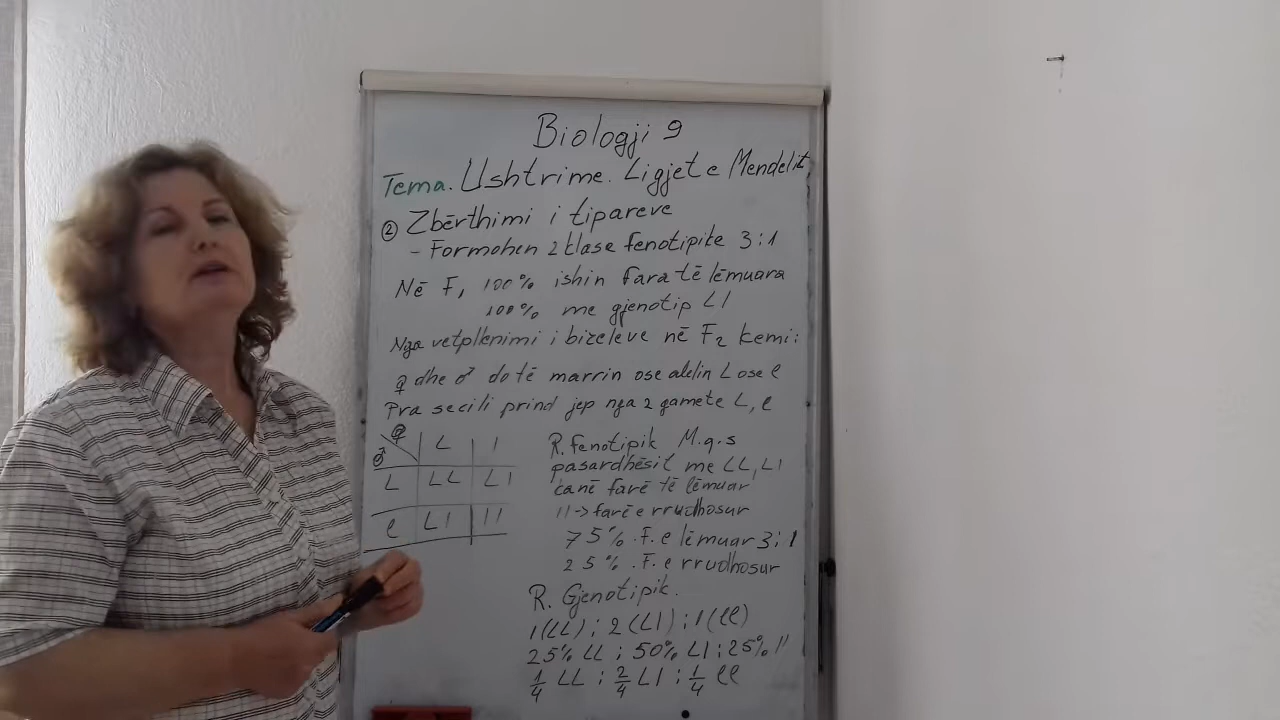 Biologji 9
Tema. Ushtrime. Ligjet e Mendelit
② Zbërthimi i tipareve
- Formohen 2 klase fenotipike 3:1
Në F1 100% ishin fara të lëmuara
100% me gjenotip Ll
Nga vetpllenimi i bizeleve në F2 kemi:
♀ dhe ♂ do të marrin ose alelin L ose l
Pra secili prind jep nga 2 gamete L, l
♀ L l
♂
L LL Ll
l Ll ll
R. fenotipik M.q.s
pasardhësit me LL, Ll
canë farë të lëmuar
ll -> farë e rrudhosur
75% .F. e lëmuar 3:1
25% .F. e rrudhosur
R. Gjenotipik.
1(LL) ; 2(Ll) ; 1(ll)
25% LL ; 50% Ll ; 25% ll
1/4 LL ; 2/4 Ll ; 1/4 ll